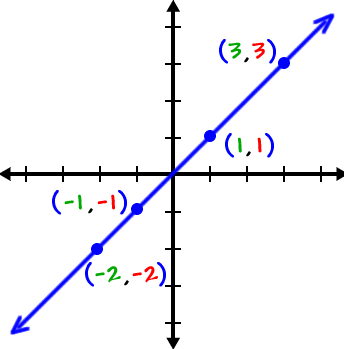 (3,3)
(1,1)
(-1,-1)
(-2,-2)